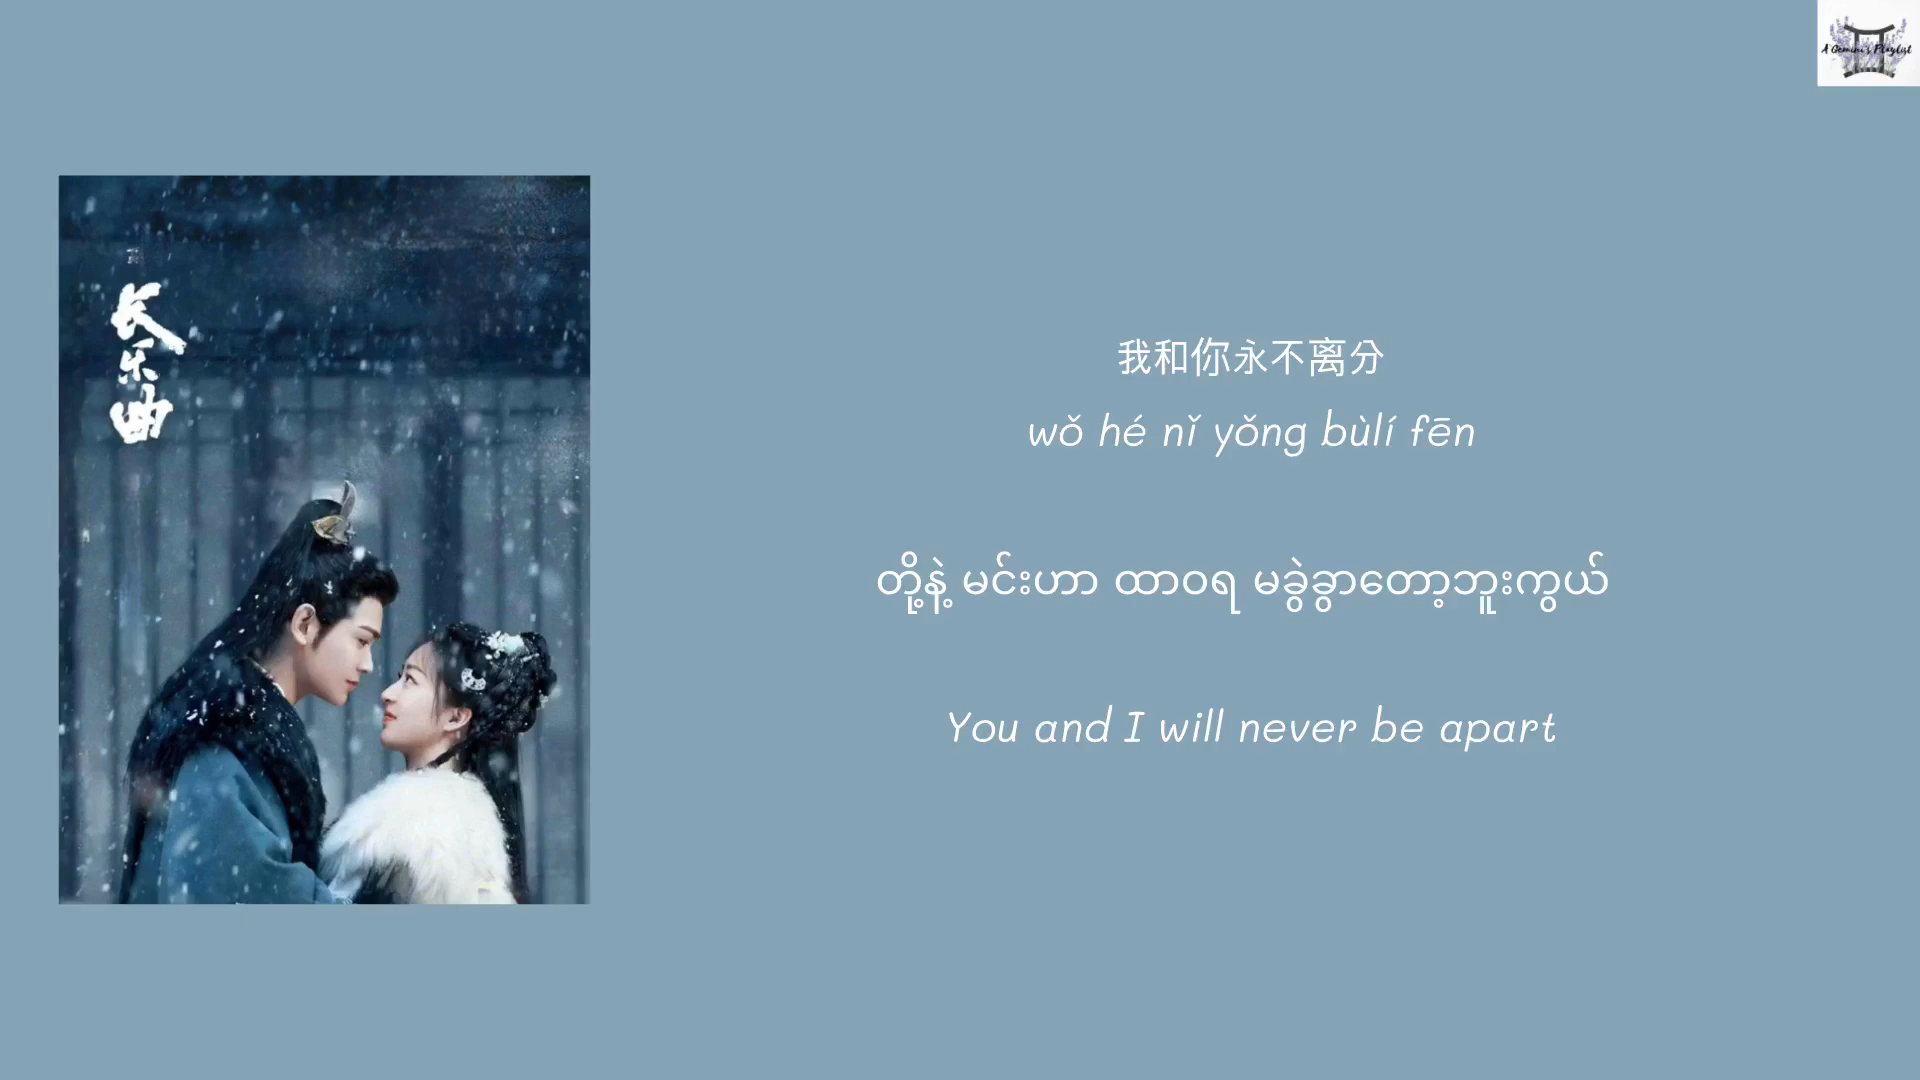 A Gemini's Playlist
长乐曲
我和你永不离分
wǒ hé nǐ yǒng bùlí fēn
တို့နဲ့ မင်းဟာ ထာဝရ မခွဲခွာတော့ဘူးကွယ်
You and I will never be apart